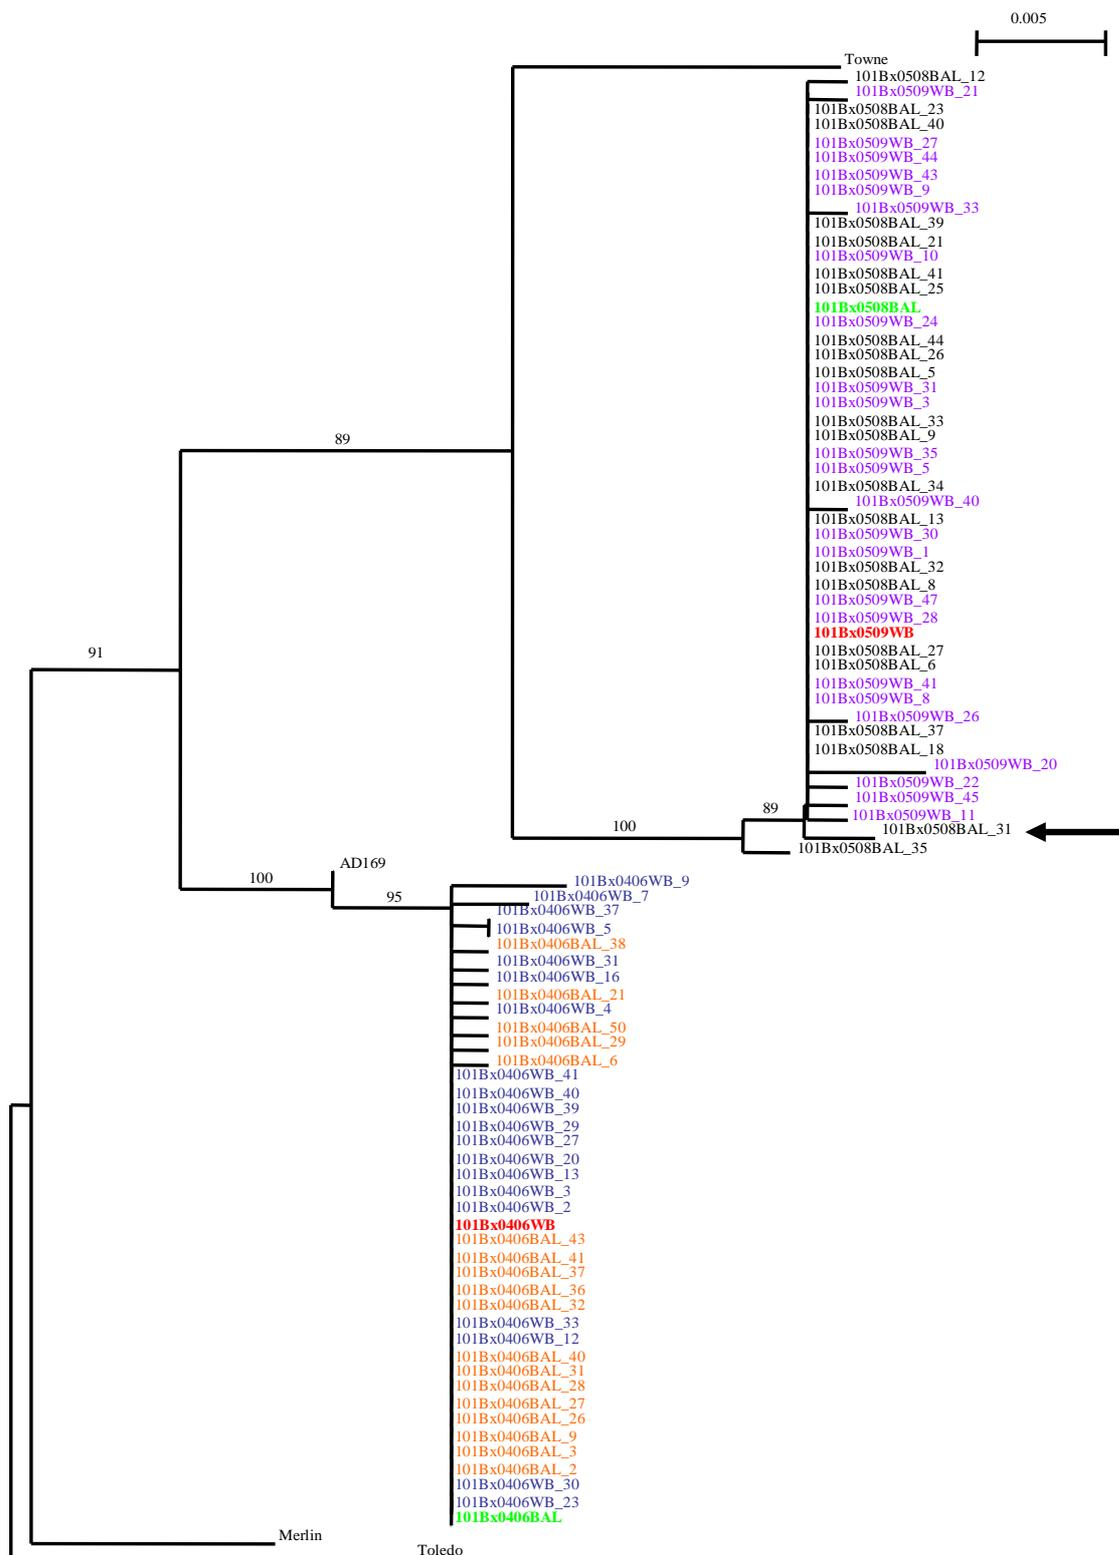 0.005
Towne
101Bx0508BAL_12
101Bx0509WB_21
101Bx0508BAL_23
101Bx0508BAL_40
101Bx0509WB_27
101Bx0509WB_44
101Bx0509WB_43
101Bx0509WB_9
101Bx0509WB_33
101Bx0508BAL_39
101Bx0508BAL_21
101Bx0509WB_10
101Bx0508BAL_41
101Bx0508BAL_25
101Bx0508BAL
101Bx0509WB_24
101Bx0508BAL_44
101Bx0508BAL_26
101Bx0508BAL_5
101Bx0509WB_31
101Bx0509WB_3
101Bx0508BAL_33
101Bx0508BAL_9
89
101Bx0509WB_35
101Bx0509WB_5
101Bx0508BAL_34
101Bx0509WB_40
101Bx0508BAL_13
101Bx0509WB_30
101Bx0509WB_1
101Bx0508BAL_32
101Bx0508BAL_8
101Bx0509WB_47
101Bx0509WB_28
101Bx0509WB
101Bx0508BAL_27
91
101Bx0508BAL_6
101Bx0509WB_41
101Bx0509WB_8
101Bx0509WB_26
101Bx0508BAL_37
101Bx0508BAL_18
101Bx0509WB_20
101Bx0509WB_22
101Bx0509WB_45
89
101Bx0509WB_11
100
101Bx0508BAL_31
101Bx0508BAL_35
AD169
100
101Bx0406WB_9
95
101Bx0406WB_7
101Bx0406WB_37
101Bx0406WB_5
101Bx0406BAL_38
101Bx0406WB_31
101Bx0406WB_16
101Bx0406BAL_21
101Bx0406WB_4
101Bx0406BAL_50
101Bx0406BAL_29
101Bx0406BAL_6
101Bx0406WB_41
101Bx0406WB_40
101Bx0406WB_39
101Bx0406WB_29
101Bx0406WB_27
101Bx0406WB_20
101Bx0406WB_13
101Bx0406WB_3
101Bx0406WB_2
101Bx0406WB
101Bx0406BAL_43
101Bx0406BAL_41
101Bx0406BAL_37
101Bx0406BAL_36
101Bx0406BAL_32
101Bx0406WB_33
101Bx0406WB_12
101Bx0406BAL_40
101Bx0406BAL_31
101Bx0406BAL_28
101Bx0406BAL_27
101Bx0406BAL_26
101Bx0406BAL_9
101Bx0406BAL_3
101Bx0406BAL_2
101Bx0406WB_30
101Bx0406WB_23
101Bx0406BAL
Merlin
Toledo